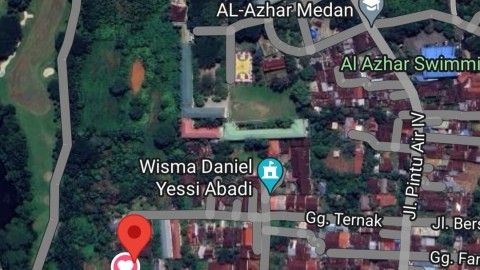 AL-Azhar Medan
Al Azhar Swimmi
Wisma Daniel
Yessi Abadi
Jl. Pintu Air IV
Gg. Ternak
Jl. Bers
Gg. Fam